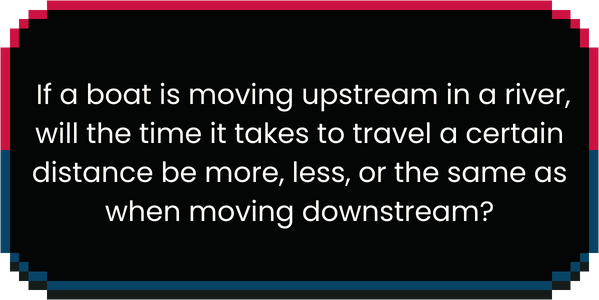 If a boat is moving upstream in a river,
will the time it takes to travel a certain
distance be more, less, or the same as
when moving downstream?